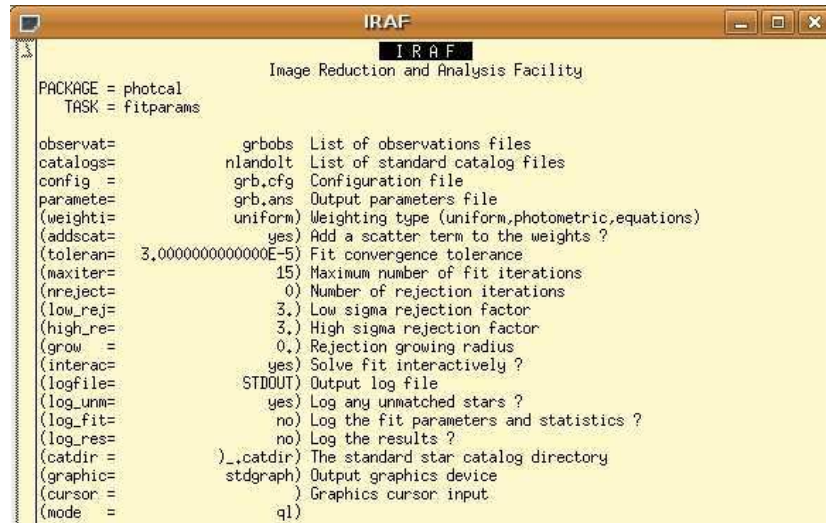 IRAF
I R A F
Image Reduction and Analysis Facility
PACKAGE = photcal
TASK = fitparams
observat= grbobs List of observations files
catalogs= nlandolt List of standard catalog files
config = grb.cfg Configuration file
paramete= grb.ans Output parameters file
(weighti= uniform) Weighting type (uniform,photometric,equations)
(addscat= yes) Add a scatter term to the weights ?
(toleran= 3.0000000000000E-5) Fit convergence tolerance
(maxiter= 15) Maximum number of fit iterations
(nreject= 0) Number of rejection iterations
(low_rej= 3.) Low sigma rejection factor
(high_re= 3.) High sigma rejection factor
(grow = 0.) Rejection growing radius
(interac= yes) Solve fit interactively ?
(logfile= STDOUT) Output log file
(log_unm= yes) Log any unmatched stars ?
(log_fit= no) Log the fit parameters and statistics ?
(log_res= no) Log the results ?
(catdir = )_.catdir) The standard star catalog directory
(graphic= stdgraph) Output graphics device
(cursor = ) Graphics cursor input
(mode = ql)